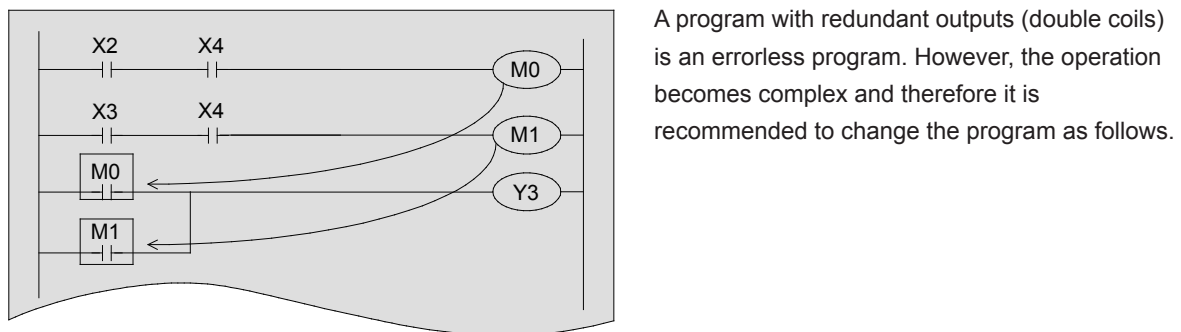 X2 X4
M0
X3 X4
M1
M0
Y3
M1
A program with redundant outputs (double coils)
is an errorless program. However, the operation
becomes complex and therefore it is
recommended to change the program as follows.